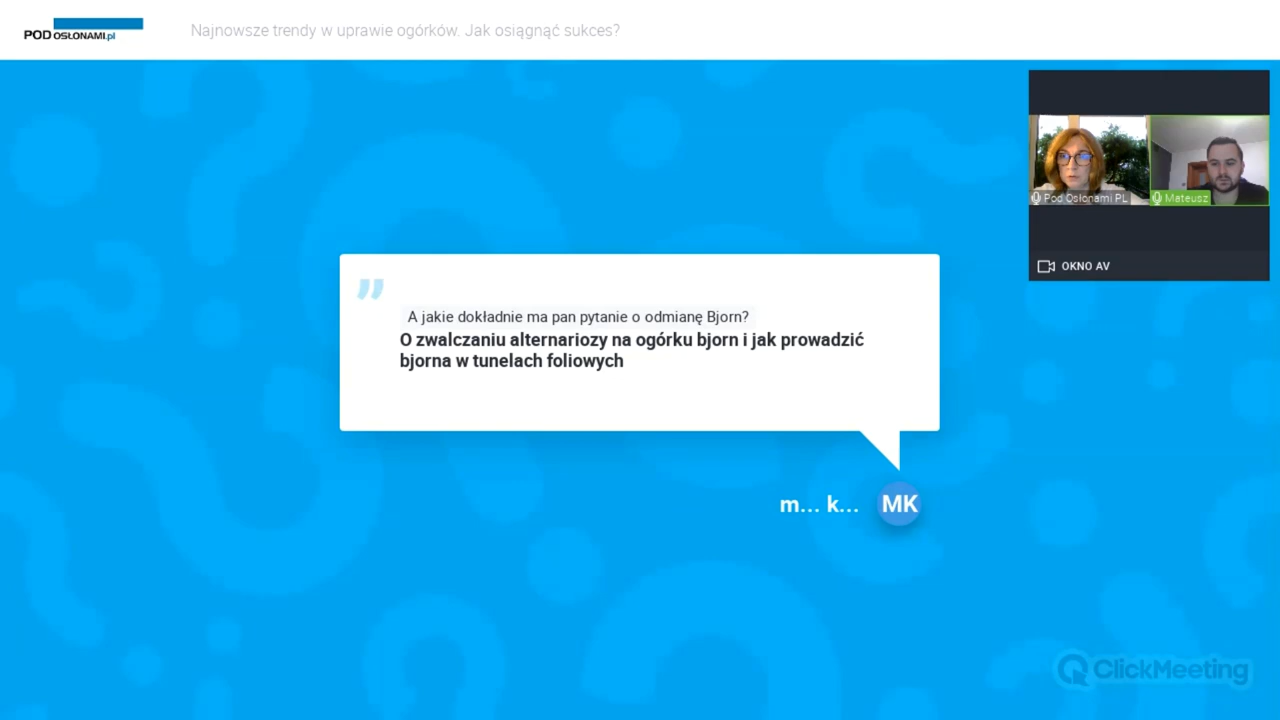 POD OSŁONAMI.pl
Najnowsze trendy w uprawie ogórków. Jak osiągnąć sukces?
Pod Osłonami PL
Mateusz
OKNO AV
A jakie dokładnie ma pan pytanie o odmianę Bjorn?
O zwalczaniu alternariozy na ogórku bjorn i jak prowadzić
bjorna w tunelach foliowych
m... k...
MK
ClickMeeting